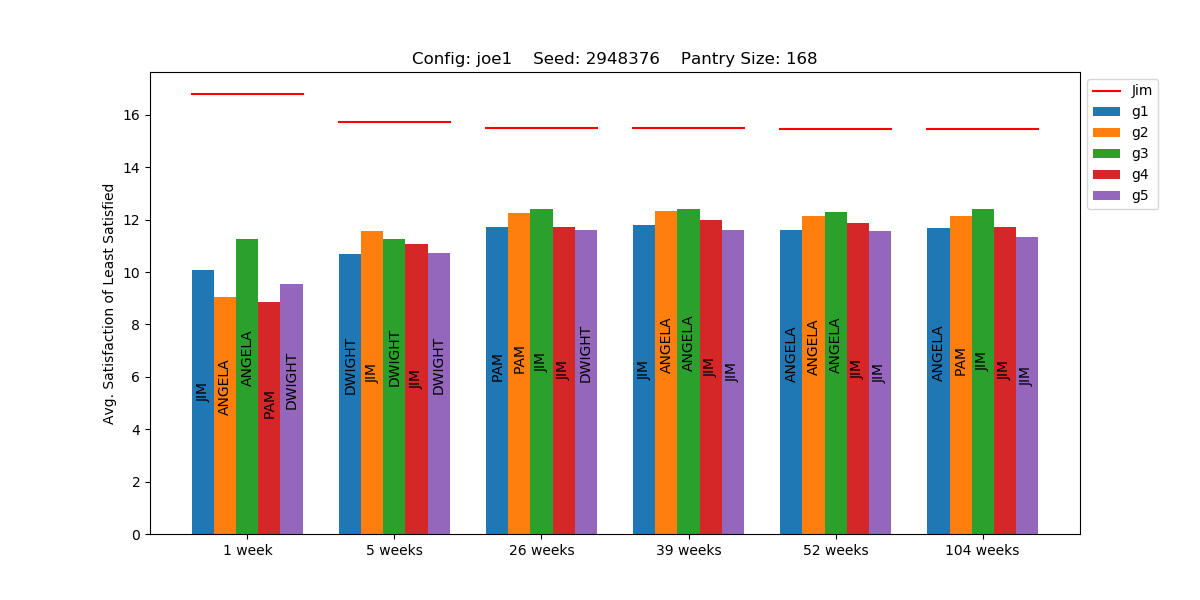 Config: joe1    Seed: 2948376    Pantry Size: 168
Avg. Satisfaction of Least Satisfied
16
14
12
10
8
6
4
2
0
JIM ANGELA ANGELA PAM DWIGHT
DWIGHT JIM DWIGHT JIM DWIGHT
PAM PAM JIM JIM DWIGHT
JIM ANGELA ANGELA JIM JIM
ANGELA ANGELA ANGELA JIM JIM
ANGELA PAM JIM JIM JIM
1 week 5 weeks 26 weeks 39 weeks 52 weeks 104 weeks
Jim
g1
g2
g3
g4
g5